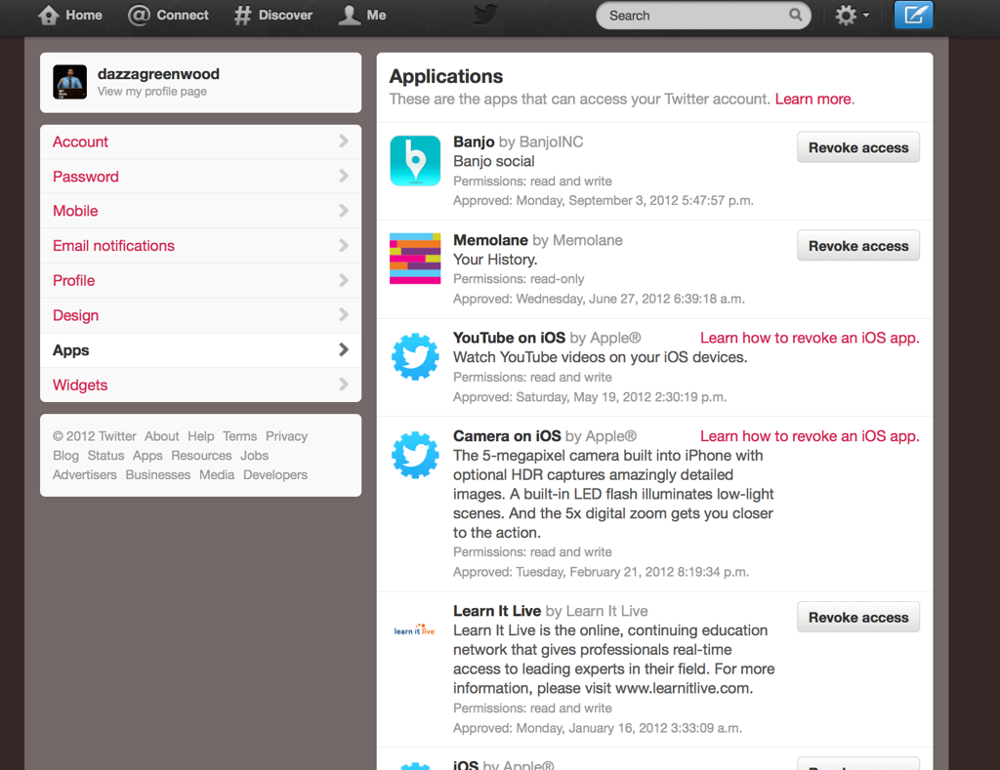 Home Connect Discover Me Search
dazzagreenwood
View my profile page
Account
Password
Mobile
Email notifications
Profile
Design
Apps
Widgets
© 2012 Twitter About Help Terms Privacy
Blog Status Apps Resources Jobs
Advertisers Businesses Media Developers
Applications
These are the apps that can access your Twitter account. Learn more.
Banjo by BanjoINC
Revoke access
Banjo social
Permissions: read and write
Approved: Monday, September 3, 2012 5:47:57 p.m.
Memolane by Memolane
Revoke access
Your History.
Permissions: read-only
Approved: Wednesday, June 27, 2012 6:39:18 a.m.
YouTube on iOS by Apple®
Learn how to revoke an iOS app.
Watch YouTube videos on your iOS devices.
Permissions: read and write
Approved: Saturday, May 19, 2012 2:30:19 p.m.
Camera on iOS by Apple®
Learn how to revoke an iOS app.
The 5-megapixel camera built into iPhone with
optional HDR captures amazingly detailed
images. A built-in LED flash illuminates low-light
scenes. And the 5x digital zoom gets you closer
to the action.
Permissions: read and write
Approved: Tuesday, February 21, 2012 8:19:34 p.m.
learn it live
Learn It Live by Learn It Live
Revoke access
Learn It Live is the online, continuing education
network that gives professionals real-time
access to leading experts in their field. For more
information, please visit www.learnitlive.com.
Permissions: read and write
Approved: Monday, January 16, 2012 3:33:09 a.m.
iOS by Apple®